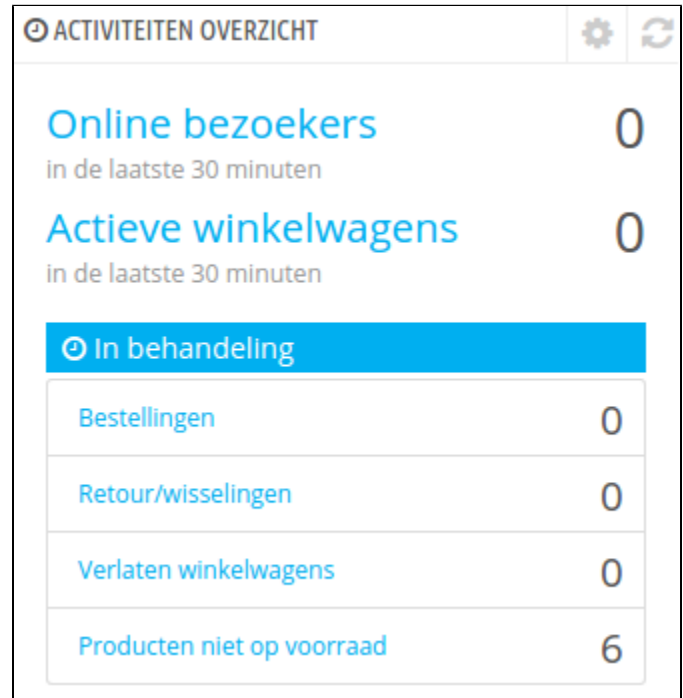 ACTIVITEITEN OVERZICHT
Online bezoekers 0
in de laatste 30 minuten
Actieve winkelwagens 0
in de laatste 30 minuten
In behandeling
Bestellingen 0
Retour/wisselingen 0
Verlaten winkelwagens 0
Producten niet op voorraad 6